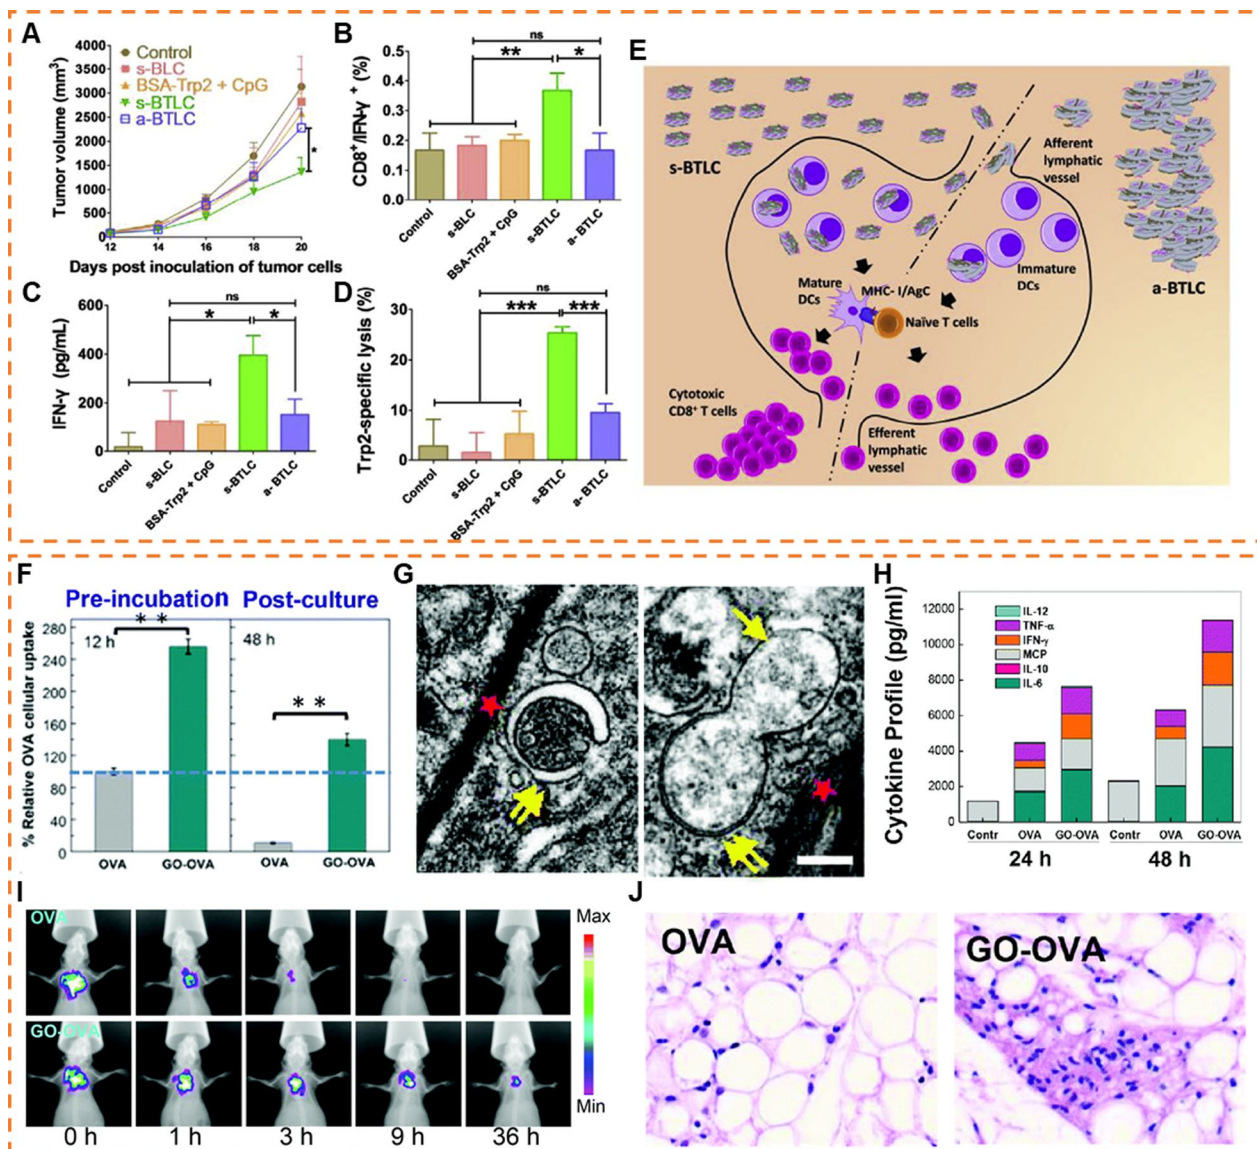 A
Tumor volume (mm³)
4000
3500
3000
2500
2000
1500
1000
500
0
Control
s-BLC
BSA-Trp2 + CpG
s-BTLC
a-BTLC
*
12 14 16 18 20
Days post inoculation of tumor cells
B
CD8⁺/IFN-γ ⁺ (%)
0.5
0.4
0.3
0.2
0.1
0.0
ns
** *
Control s-BLC BSA-Trp2 + CpG s-BTLC a- BTLC
C
IFN-γ (pg/mL)
600
400
200
0
ns
* *
Control s-BLC BSA-Trp2 + CpG s-BTLC a- BTLC
D
Trp2-specific lysis (%)
30
20
10
0
ns
*** ***
Control s-BLC BSA-Trp2 + CpG s-BTLC a- BTLC
E
s-BTLC
Afferent
lymphatic
vessel
a-BTLC
Immature
DCs
Mature
DCs
MHC- I/AgC
Naïve T cells
Cytotoxic
CD8⁺ T cells
Efferent
lymphatic
vessel
F
Pre-incubation Post-culture
% Relative OVA cellular uptake
280
240
200
160
120
80
40
0
12 h
* *
48 h
* *
280
240
200
160
120
80
40
0
OVA GO-OVA OVA GO-OVA
G
H
Cytokine Profile (pg/ml)
12000
10000
8000
6000
4000
2000
0
IL-12
TNF-α
IFN-γ
MCP
IL-10
IL-6
Contr OVA GO-OVA Contr OVA GO-OVA
24 h 48 h
I
OVA
GO-OVA
Max
Min
0 h 1 h 3 h 9 h 36 h
J
OVA
GO-OVA